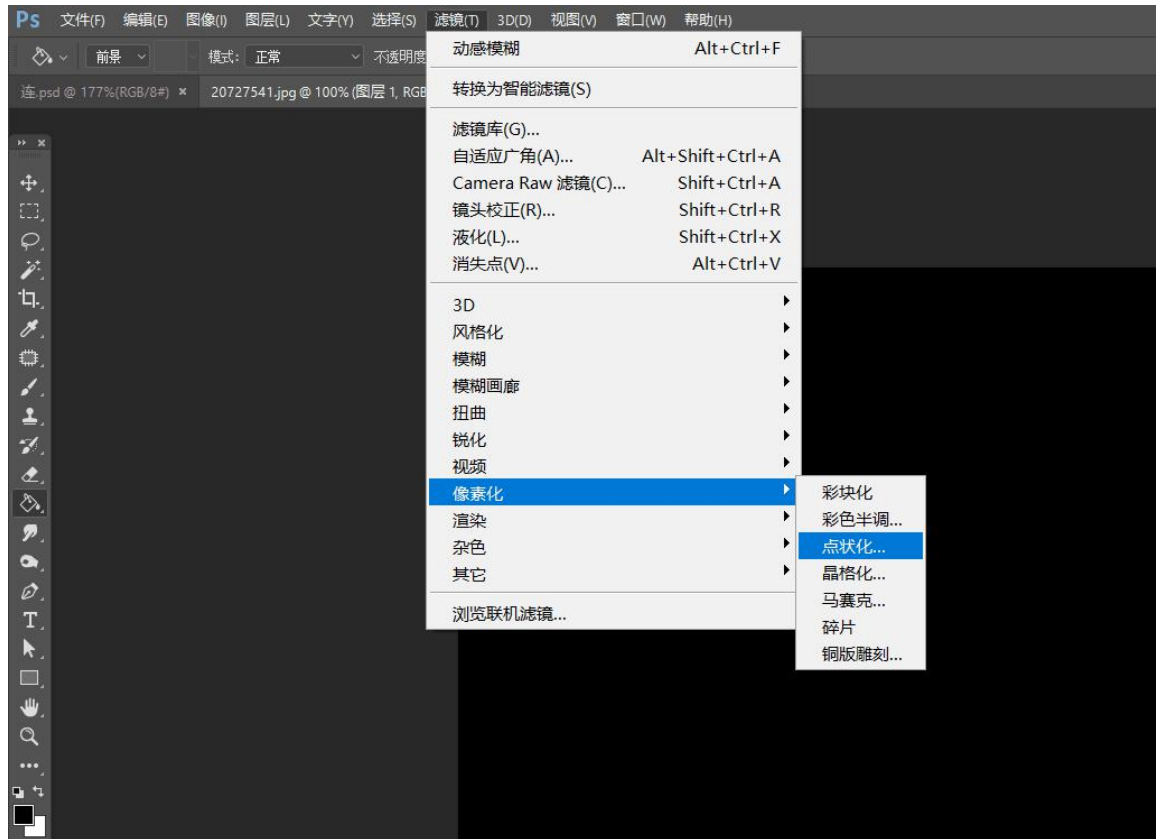 Ps 文件(F) 编辑(E) 图像(I) 图层(L) 文字(Y) 选择(S) 滤镜(T) 3D(D) 视图(V) 窗口(W) 帮助(H)
前景 模式: 正常 不透明度
连.psd @ 177%(RGB/8#) × 20727541.jpg @ 100% (图层 1, RGB
动感模糊 Alt+Ctrl+F
转换为智能滤镜(S)
滤镜库(G)...
自适应广角(A)... Alt+Shift+Ctrl+A
Camera Raw 滤镜(C)... Shift+Ctrl+A
镜头校正(R)... Shift+Ctrl+R
液化(L)... Shift+Ctrl+X
消失点(V)... Alt+Ctrl+V
3D
风格化
模糊
模糊画廊
扭曲
锐化
视频
像素化
渲染
杂色
其它
浏览联机滤镜...
彩块化
彩色半调...
点状化...
晶格化...
马赛克...
碎片
铜版雕刻...